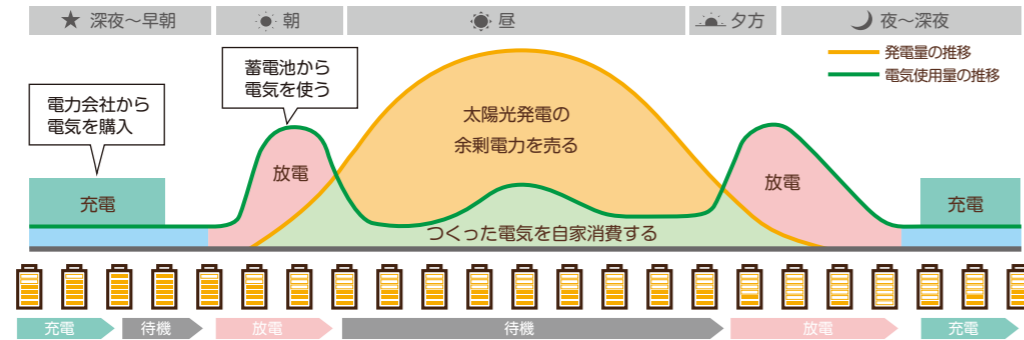 深夜～早朝
朝
昼
夕方
夜～深夜
発電量の推移
電気使用量の推移
蓄電池から
電気を使う
電力会社から
電気を購入
太陽光発電の
余剰電力を売る
放電
放電
充電
充電
つくった電気を自家消費する
充電
待機
放電
待機
放電
充電